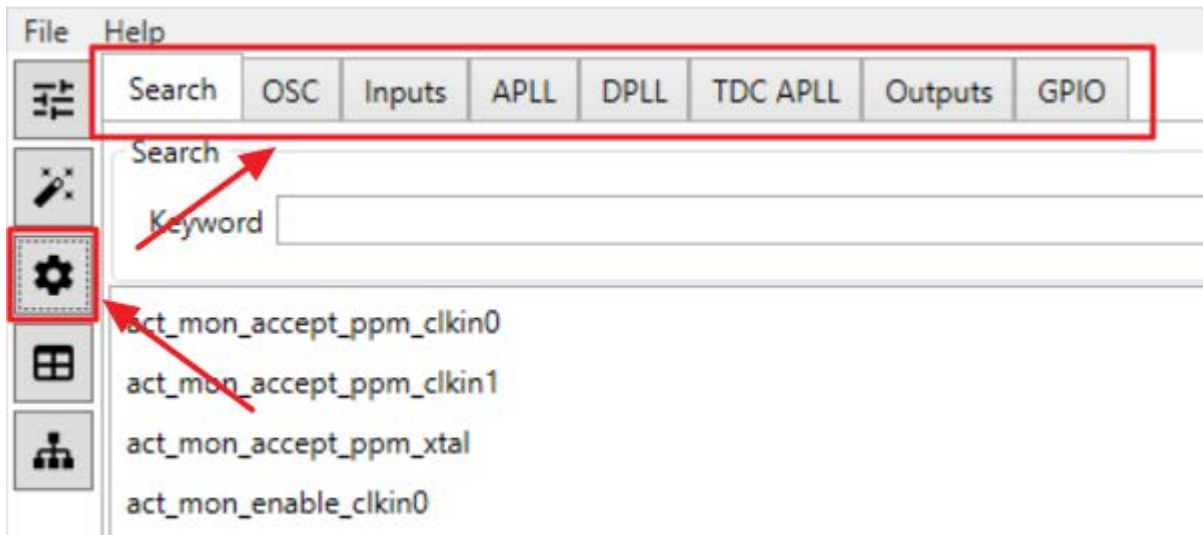 File Help
Search OSC Inputs APLL DPLL TDC APLL Outputs GPIO
Search
Keyword
act_mon_accept_ppm_clkin0
act_mon_accept_ppm_clkin1
act_mon_accept_ppm_xtal
act_mon_enable_clkin0